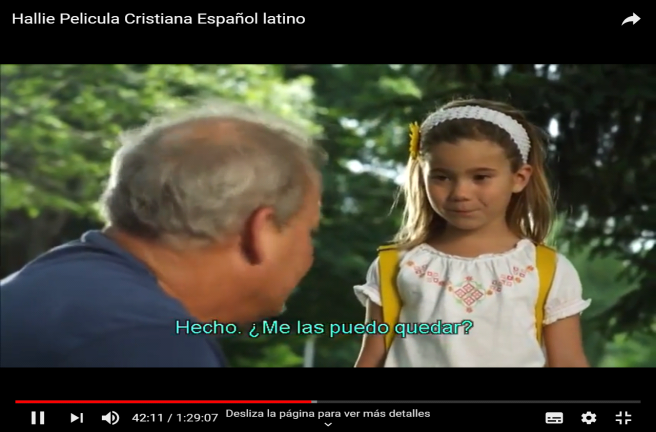 Hallie Pelicula Cristiana Español latino
Hecho. ¿Me las puedo quedar?
42:11 / 1:29:07
Desliza la página para ver más detalles